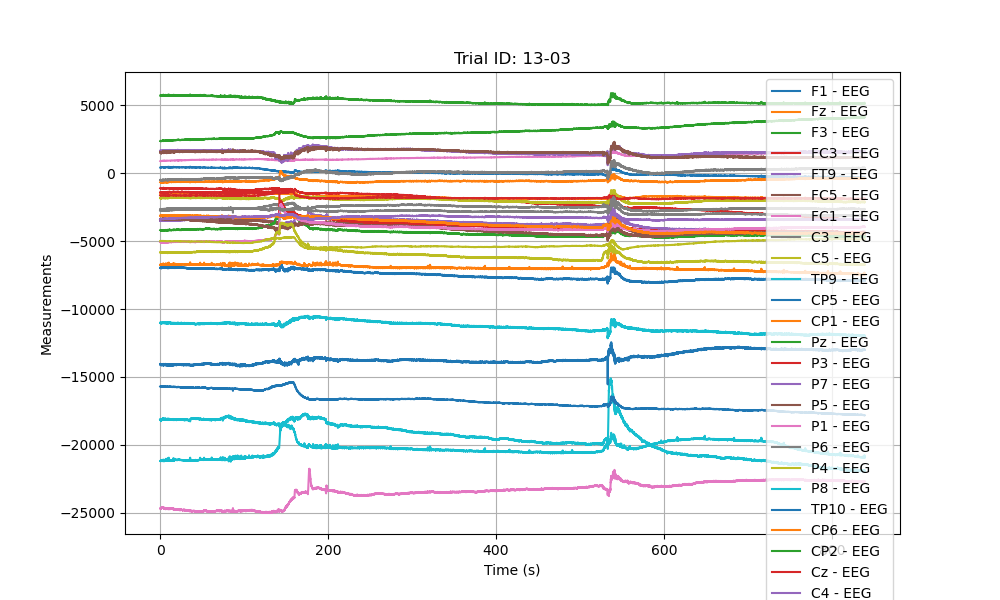 Trial ID: 13-03
Measurements
5000
0
−5000
−10000
−15000
−20000
−25000
0
200
400
600
800
Time (s)
F1 - EEG
Fz - EEG
F3 - EEG
FC3 - EEG
FT9 - EEG
FC5 - EEG
FC1 - EEG
C3 - EEG
C5 - EEG
TP9 - EEG
CP5 - EEG
CP1 - EEG
Pz - EEG
P3 - EEG
P7 - EEG
P5 - EEG
P1 - EEG
P6 - EEG
P4 - EEG
P8 - EEG
TP10 - EEG
CP6 - EEG
CP2 - EEG
Cz - EEG
C4 - EEG